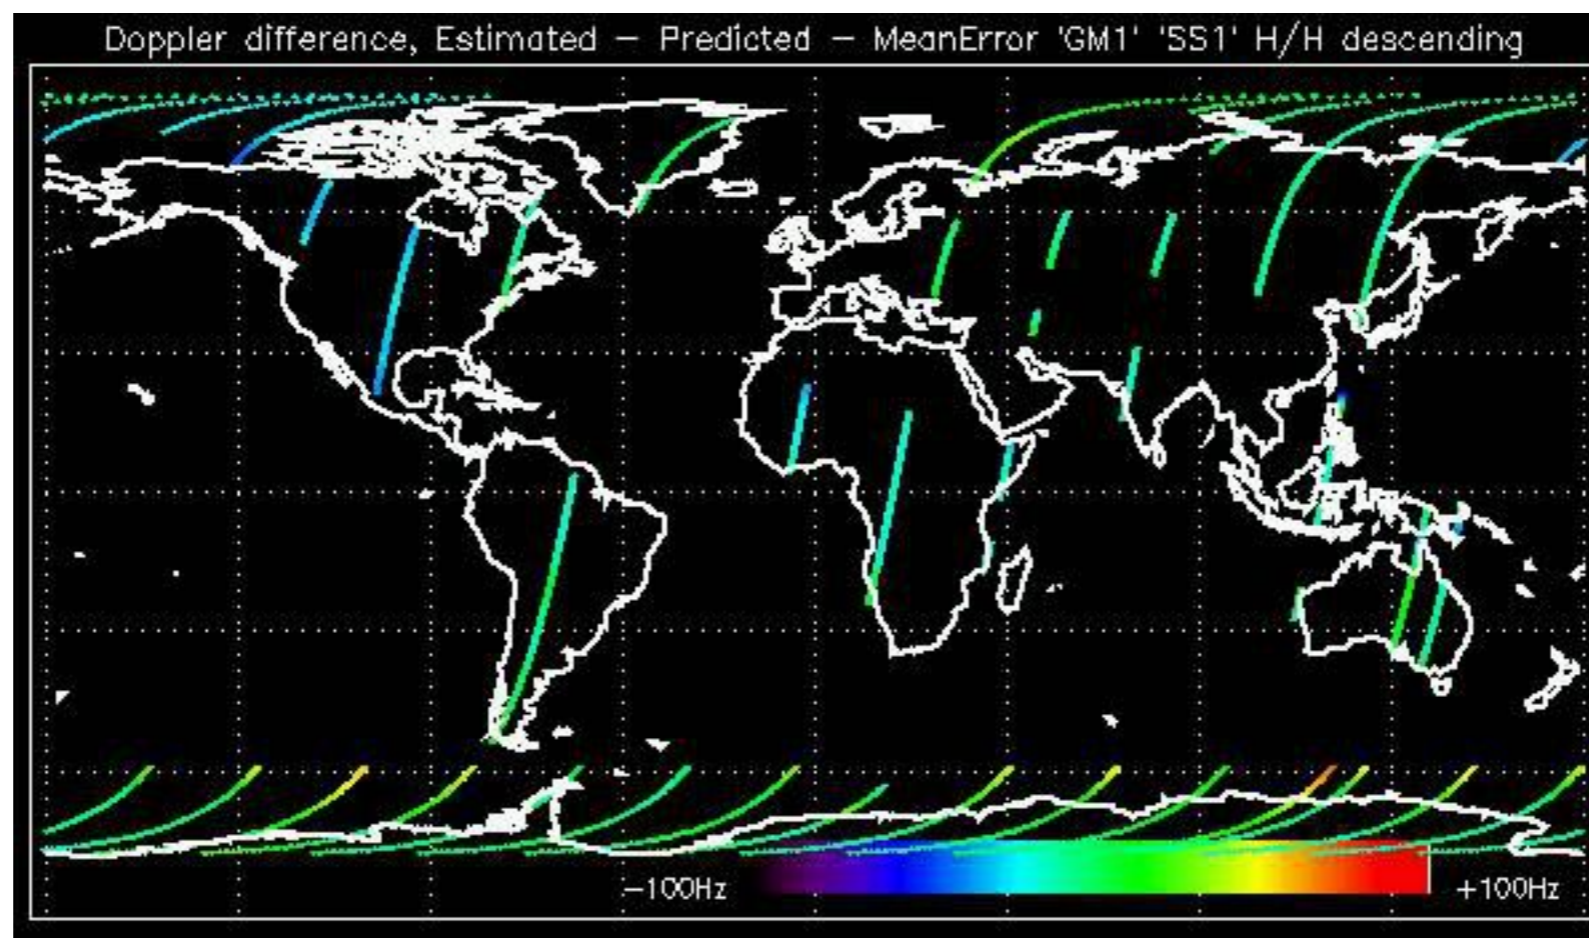 Doppler difference, Estimated – Predicted – MeanError 'GM1' 'SS1' H/H descending
−100Hz
+100Hz